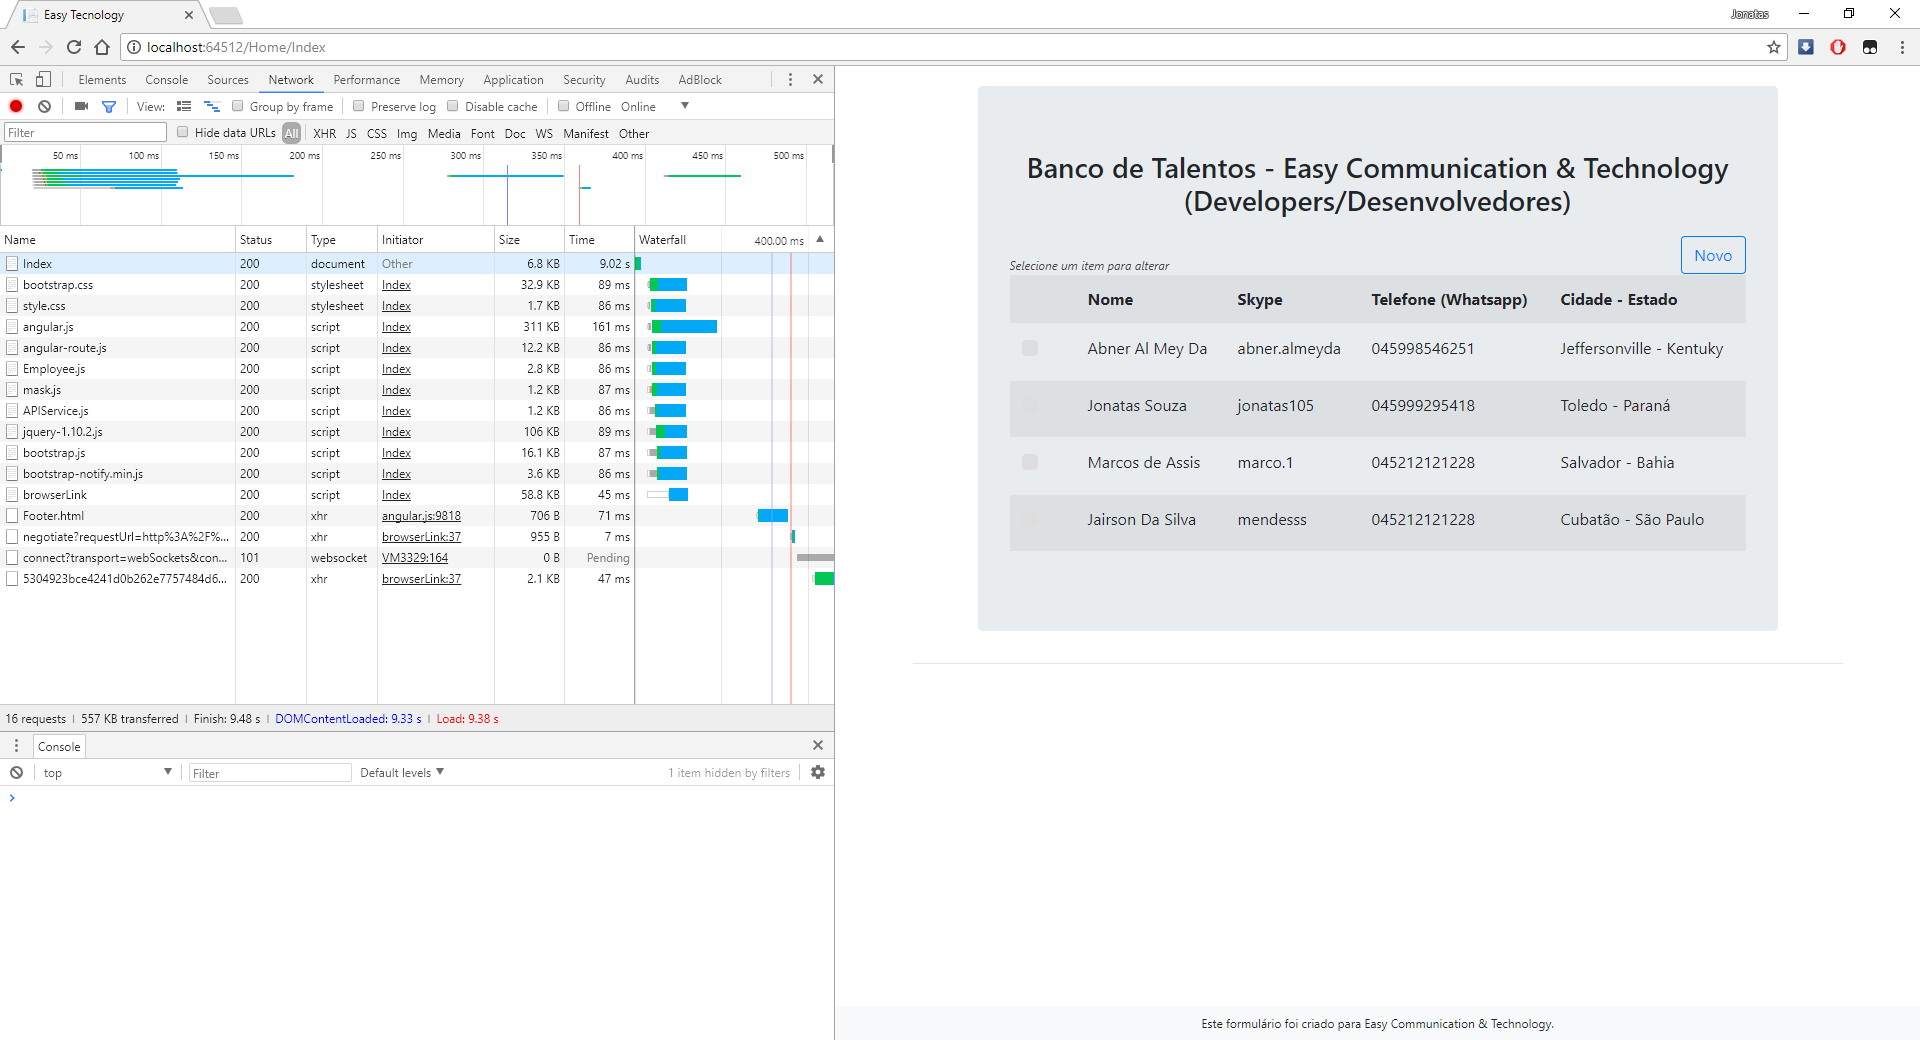 Easy Tecnology
Jonatas
localhost:64512/Home/Index
Elements Console Sources Network Performance Memory Application Security Audits AdBlock
View: Group by frame Preserve log Disable cache Offline Online
Filter Hide data URLs All XHR JS CSS Img Media Font Doc WS Manifest Other
50 ms 100 ms 150 ms 200 ms 250 ms 300 ms 350 ms 400 ms 450 ms 500 ms
Name Status Type Initiator Size Time Waterfall 400.00 ms
Index 200 document Other 6.8 KB 9.02 s
bootstrap.css 200 stylesheet Index 32.9 KB 89 ms
style.css 200 stylesheet Index 1.7 KB 86 ms
angular.js 200 script Index 311 KB 161 ms
angular-route.js 200 script Index 12.2 KB 86 ms
Employee.js 200 script Index 2.8 KB 86 ms
mask.js 200 script Index 1.2 KB 87 ms
APIService.js 200 script Index 1.2 KB 86 ms
jquery-1.10.2.js 200 script Index 106 KB 89 ms
bootstrap.js 200 script Index 16.1 KB 87 ms
bootstrap-notify.min.js 200 script Index 3.6 KB 86 ms
browserLink 200 script Index 58.8 KB 45 ms
Footer.html 200 xhr angular.js:9818 706 B 71 ms
negotiate?requestUrl=http%3A%2F%... 200 xhr browserLink:37 955 B 7 ms
connect?transport=webSockets&con... 101 websocket VM3329:164 0 B Pending
5304923bce4241d0b262e7757484d6... 200 xhr browserLink:37 2.1 KB 47 ms
16 requests | 557 KB transferred | Finish: 9.48 s | DOMContentLoaded: 9.33 s | Load: 9.38 s
Console
top Filter Default levels 1 item hidden by filters
Banco de Talentos - Easy Communication & Technology
(Developers/Desenvolvedores)
Novo
Selecione um item para alterar
Nome Skype Telefone (Whatsapp) Cidade - Estado
Abner Al Mey Da abner.almeyda 045998546251 Jeffersonville - Kentuky
Jonatas Souza jonatas105 045999295418 Toledo - Paraná
Marcos de Assis marco.1 045212121228 Salvador - Bahia
Jairson Da Silva mendesss 045212121228 Cubatão - São Paulo
Este formulário foi criado para Easy Communication & Technology.